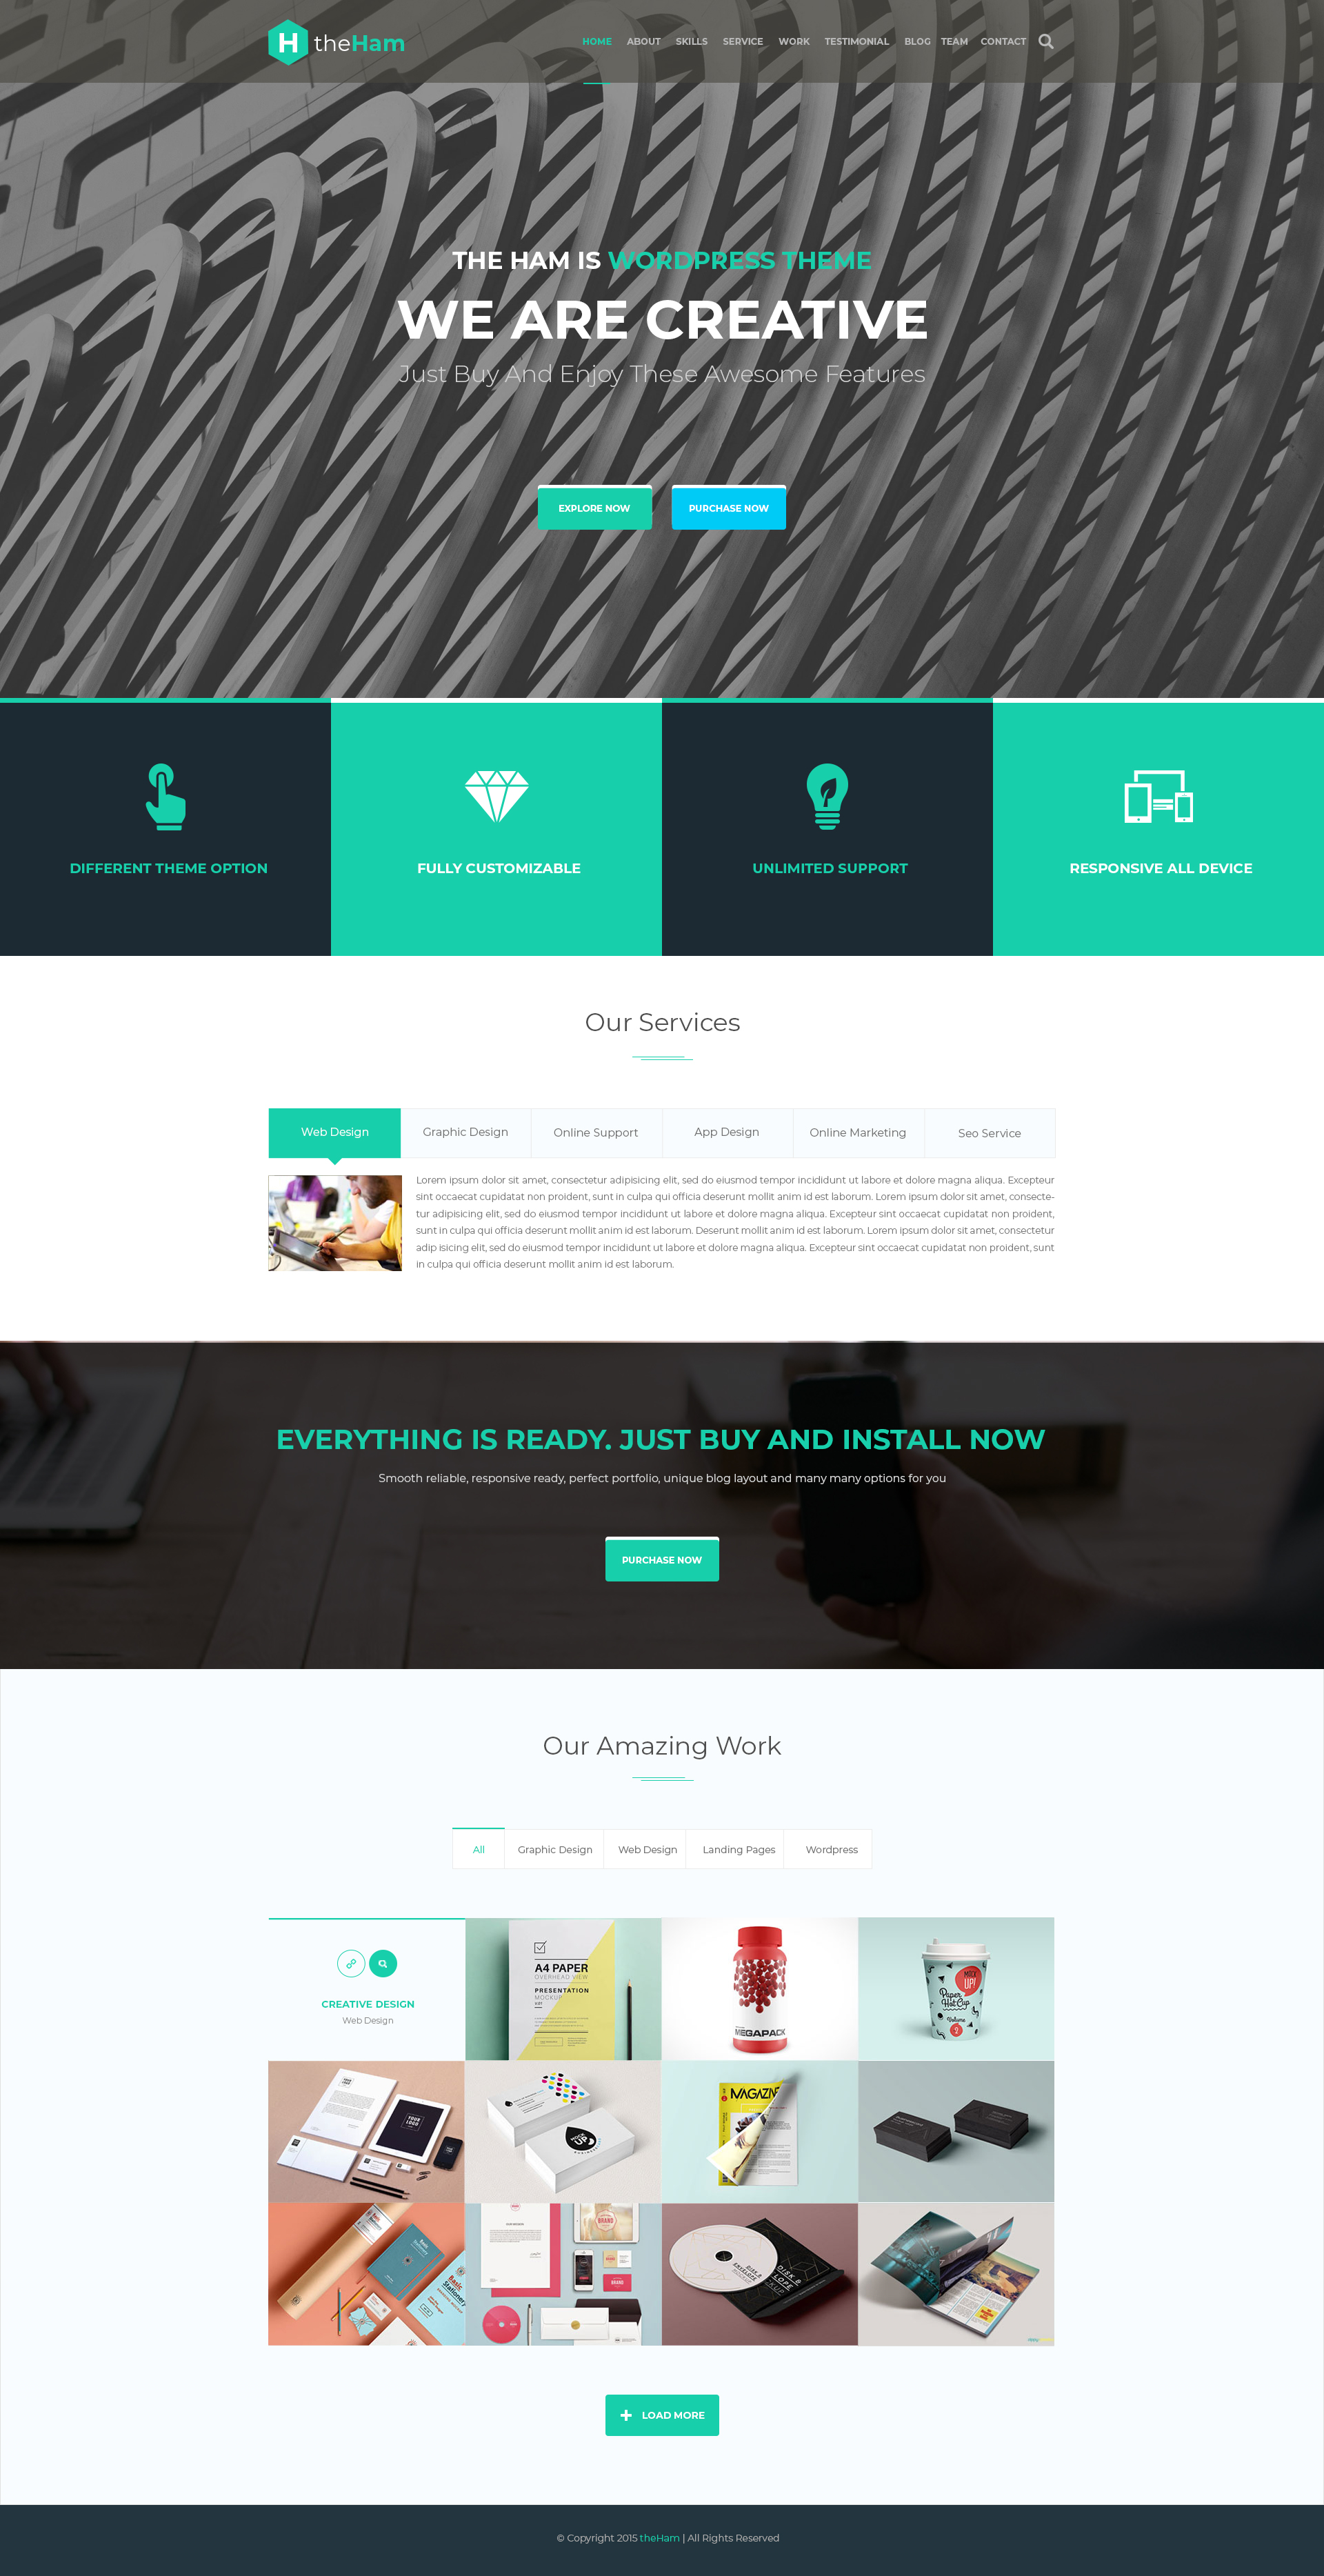 H theHam
HOME ABOUT SKILLS SERVICE WORK TESTIMONIAL BLOG TEAM CONTACT
THE HAM IS WORDPRESS THEME
WE ARE CREATIVE
Just Buy And Enjoy These Awesome Features
EXPLORE NOW PURCHASE NOW
DIFFERENT THEME OPTION FULLY CUSTOMIZABLE UNLIMITED SUPPORT RESPONSIVE ALL DEVICE
Our Services
Web Design Graphic Design Online Support App Design Online Marketing Seo Service
Lorem ipsum dolor sit amet, consectetur adipisicing elit, sed do eiusmod tempor incididunt ut labore et dolore magna aliqua. Excepteur
sint occaecat cupidatat non proident, sunt in culpa qui officia deserunt mollit anim id est laborum. Lorem ipsum dolor sit amet, consecte-
tur adipisicing elit, sed do eiusmod tempor incididunt ut labore et dolore magna aliqua. Excepteur sint occaecat cupidatat non proident,
sunt in culpa qui officia deserunt mollit anim id est laborum. Deserunt mollit anim id est laborum. Lorem ipsum dolor sit amet, consectetur
adip isicing elit, sed do eiusmod tempor incididunt ut labore et dolore magna aliqua. Excepteur sint occaecat cupidatat non proident, sunt
in culpa qui officia deserunt mollit anim id est laborum.
EVERYTHING IS READY. JUST BUY AND INSTALL NOW
Smooth reliable, responsive ready, perfect portfolio, unique blog layout and many many options for you
PURCHASE NOW
Our Amazing Work
All Graphic Design Web Design Landing Pages Wordpress
CREATIVE DESIGN
Web Design
A4 PAPER
OVERHEAD VIEW
MOCKUP
PRESENTATION
MEGAPACK
MOCK
UP!
Paper
Hot Cup
Volume
2
YOUR
LOGO
UP
MAGAZINE
Basic
Stationery
BRAND
DISK &
LOPE
KUP
LOAD MORE
© Copyright 2015 theHam | All Rights Reserved